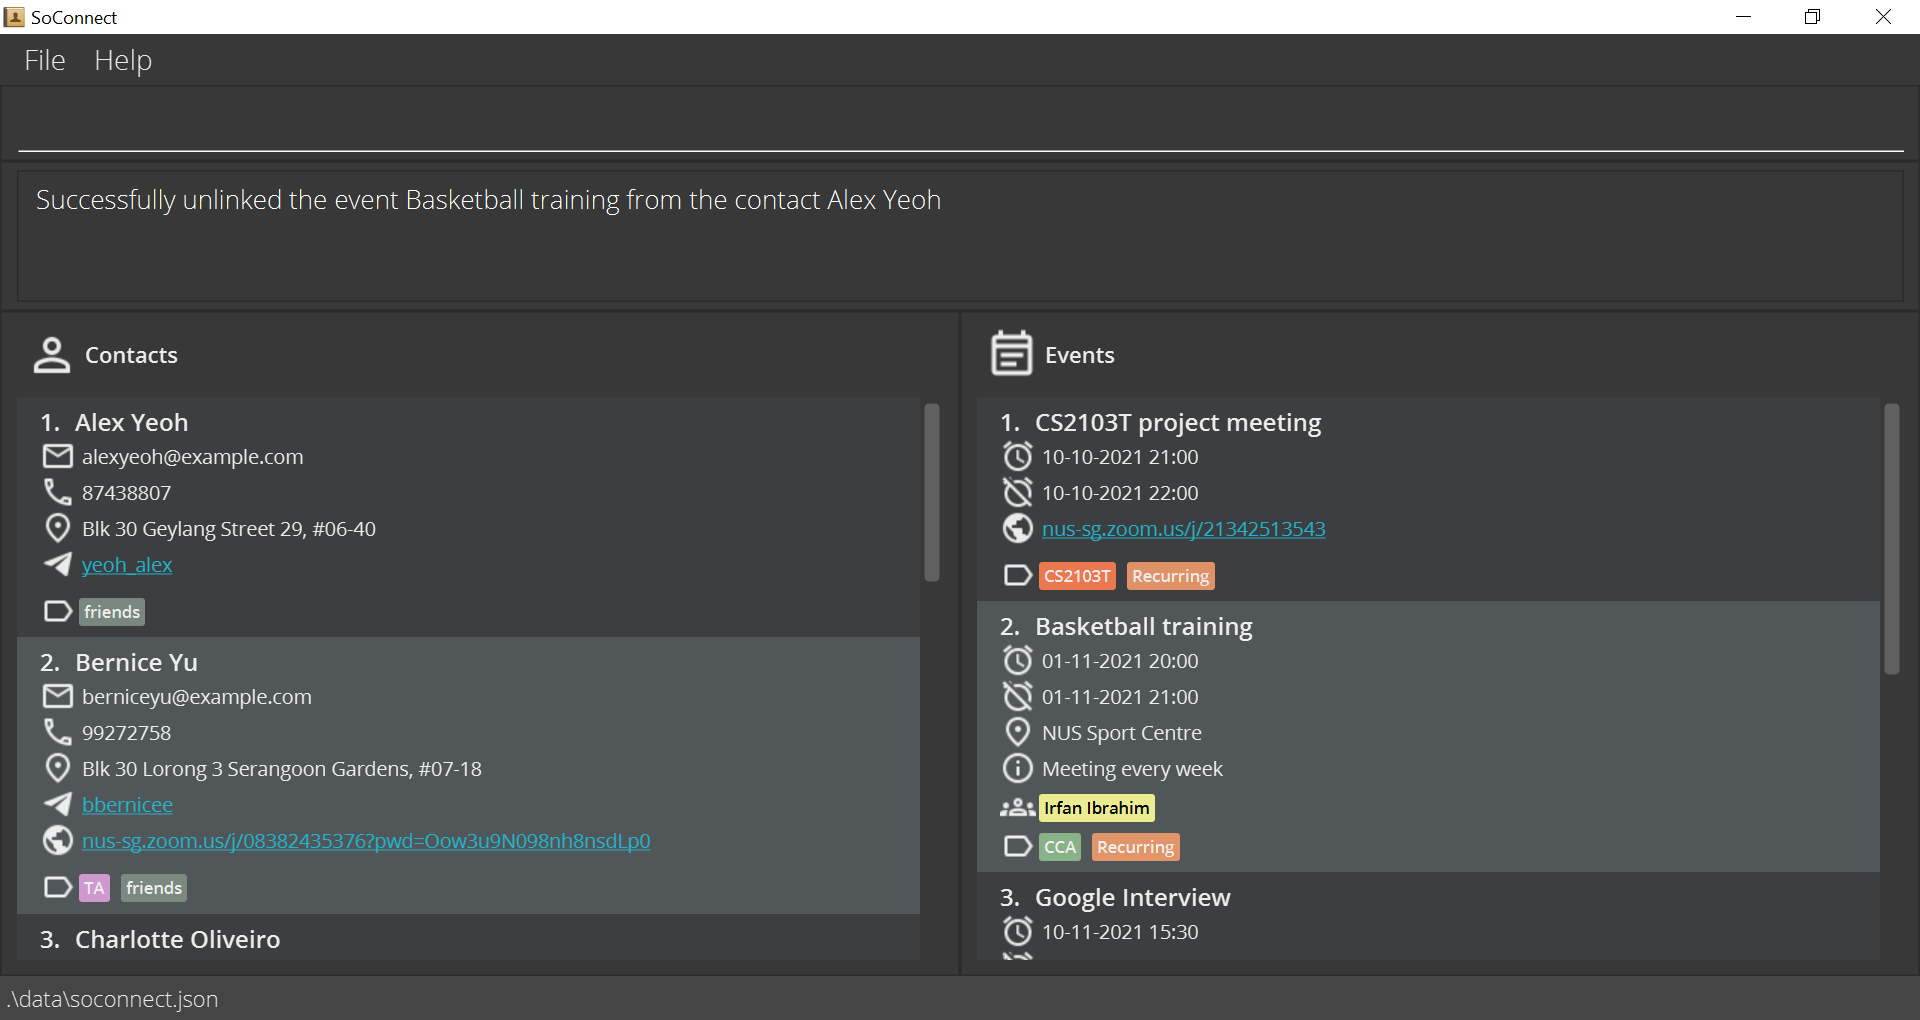 SoConnect
File Help
Successfully unlinked the event Basketball training from the contact Alex Yeoh
Contacts
1. Alex Yeoh
alexyeoh@example.com
87438807
Blk 30 Geylang Street 29, #06-40
yeoh_alex
friends
2. Bernice Yu
berniceyu@example.com
99272758
Blk 30 Lorong 3 Serangoon Gardens, #07-18
bbernicee
nus-sg.zoom.us/j/08382435376?pwd=Oow3u9N098nh8nsdLp0
TA friends
3. Charlotte Oliveiro
Events
1. CS2103T project meeting
10-10-2021 21:00
10-10-2021 22:00
nus-sg.zoom.us/j/21342513543
CS2103T Recurring
2. Basketball training
01-11-2021 20:00
01-11-2021 21:00
NUS Sport Centre
Meeting every week
Irfan Ibrahim
CCA Recurring
3. Google Interview
10-11-2021 15:30
.\data\soconnect.json